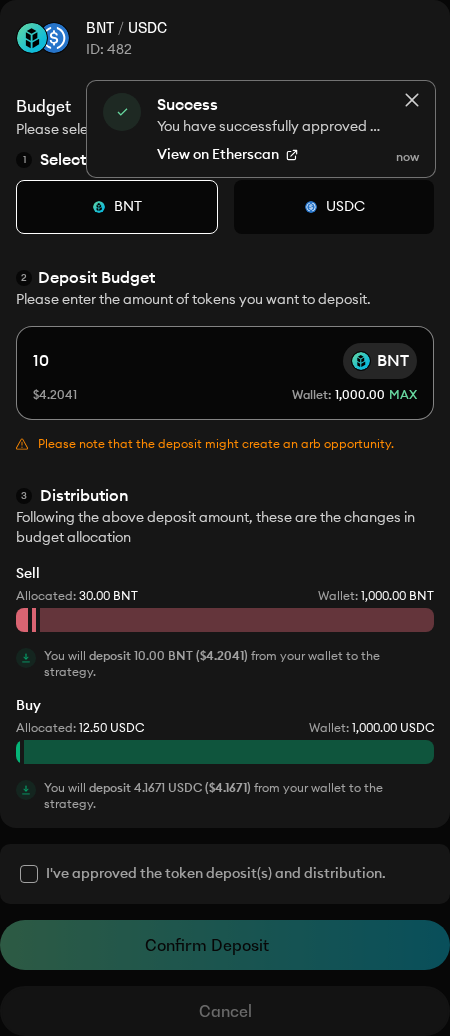 BNT / USDC
ID: 482
Budget
Please sele
Success
You have successfully approved ...
View on Etherscan
now
1 Select
BNT
USDC
2 Deposit Budget
Please enter the amount of tokens you want to deposit.
10 BNT
$4.2041 Wallet: 1,000.00 MAX
Please note that the deposit might create an arb opportunity.
3 Distribution
Following the above deposit amount, these are the changes in
budget allocation
Sell
Allocated: 30.00 BNT Wallet: 1,000.00 BNT
You will deposit 10.00 BNT ($4.2041) from your wallet to the
strategy.
Buy
Allocated: 12.50 USDC Wallet: 1,000.00 USDC
You will deposit 4.1671 USDC ($4.1671) from your wallet to the
strategy.
I've approved the token deposit(s) and distribution.
Confirm Deposit
Cancel